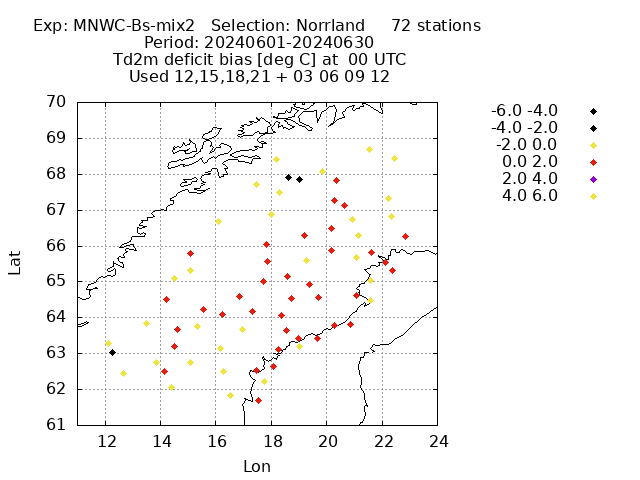 Exp: MNWC-Bs-mix2   Selection: Norrland     72 stations
Period: 20240601-20240630
Td2m deficit bias [deg C] at  00 UTC
Used 12,15,18,21 + 03 06 09 12
-6.0 -4.0
-4.0 -2.0
-2.0 0.0
0.0 2.0
2.0 4.0
4.0 6.0
70
69
68
67
66
65
64
63
62
61
Lat
12 14 16 18 20 22 24
Lon